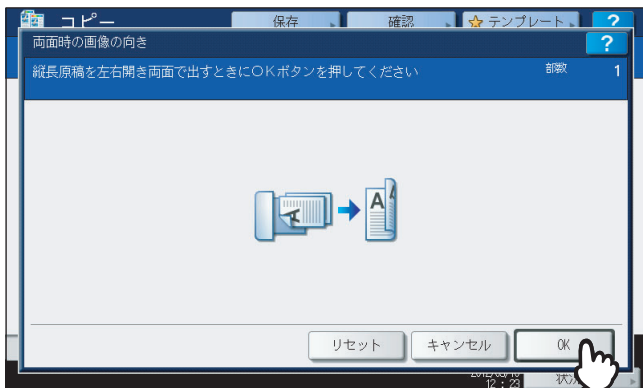 コピー
保存
確認
テンプレート
?
両面時の画像の向き
?
縦長原稿を左右開き両面で出すときにOKボタンを押してください
部数 1
A
A
リセット
キャンセル
OK
12:23